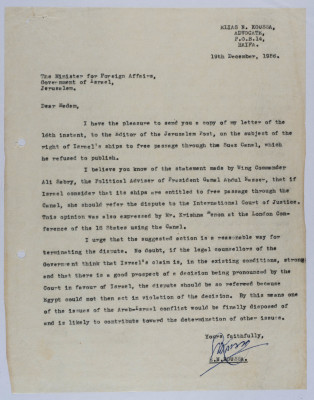 ELIAS N. KOUSSA,
ADVOCATE,
P.O.B.14,
HAIFA.
19th December, 1956.
The Minister for Foreign Affairs,
Government of Israel,
Jerusalem.
Dear Madam,
I have the pleasure to send you a copy of my letter of the
16th instant, to the Editor of the Jerusalem Post, on the subject of the
right of Israel's ships to free passage through the Suez Canal, which
he refused to publish.
I believe you know of the statement made by Wing Commander
Ali Sabry, the Political Adviser of President Gamal Abdul Nasser, that if
Israel consider that its ships are entitled to free passage through the
Canal, she should refer the dispute to the International Court of Justice.
This opinion was also expressed by Mr. Krishna Menon at the London Con-
ference of the 18 States using the Canal.
I urge that the suggested action is a reasonable way for
terminating the dispute. No doubt, if the legal counsellors of the
Government think that Israel's claim is, in the existing conditions, strong
and that there is a good prospect of a decision being pronounced by the
Court in favour of Israel, the dispute should be so referred because
Egypt could not then act in violation of the decision. By this means one
of the issues of the Arab-Israel conflict would be finally disposed of
and is likely to contribute toward the determination of other issues.
Yours faithfully,
E.N. KOUSSA.